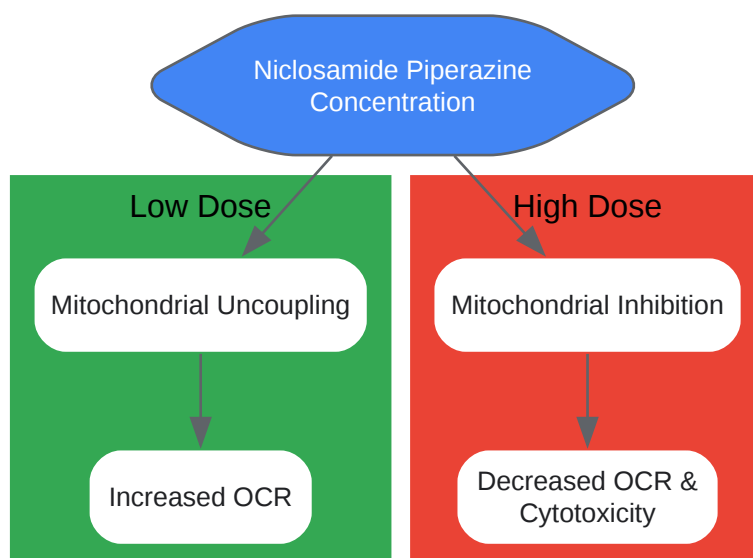 Niclosamide Piperazine
Concentration
Low Dose
High Dose
Mitochondrial Uncoupling
Mitochondrial Inhibition
Increased OCR
Decreased OCR &
Cytotoxicity